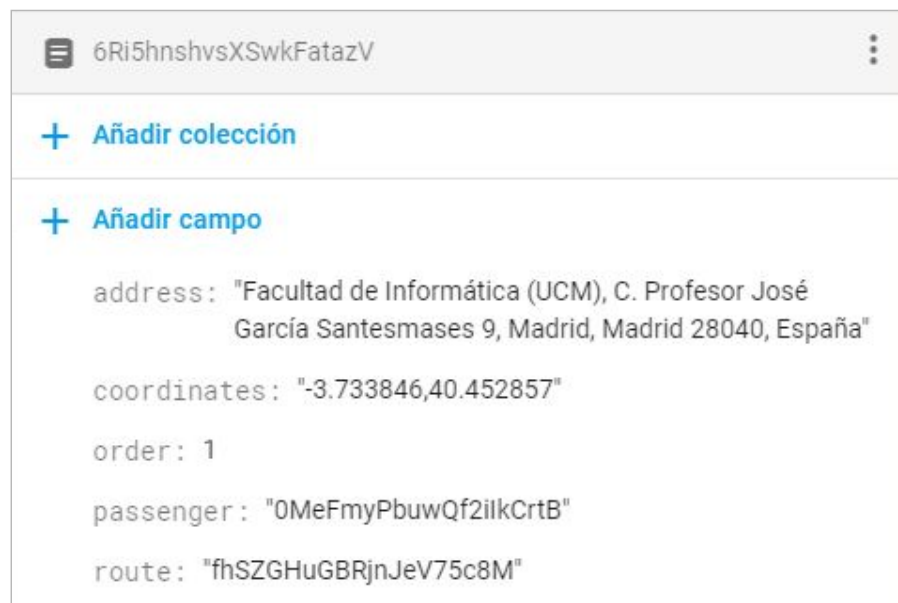 6Ri5hnshvsXSwkFatazV
Añadir colección
Añadir campo
address: "Facultad de Informática (UCM), C. Profesor José
García Santesmases 9, Madrid, Madrid 28040, España"
coordinates: "-3.733846,40.452857"
order: 1
passenger: "0MeFmyPbuwQf2iIkCrtB"
route: "fhSZGHuGBRjnJeV75c8M"